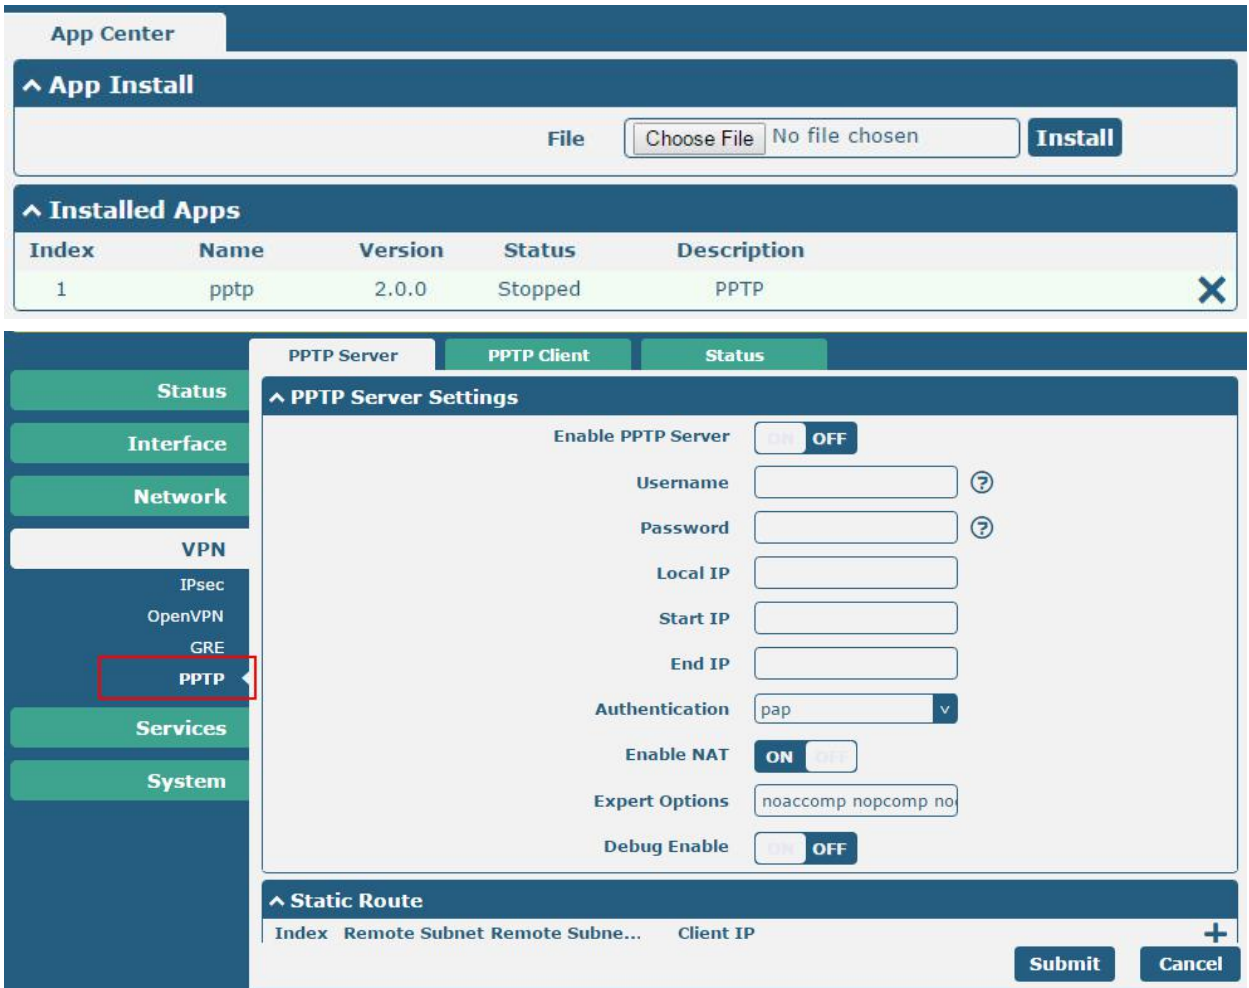 App Center
App Install
File Choose File No file chosen Install
Installed Apps
Index Name Version Status Description
1 pptp 2.0.0 Stopped PPTP
PPTP Server PPTP Client Status
Status
Interface
Network
VPN
IPsec
OpenVPN
GRE
PPTP
Services
System
PPTP Server Settings
Enable PPTP Server ON OFF
Username
Password
Local IP
Start IP
End IP
Authentication pap
Enable NAT ON OFF
Expert Options noaccomp nopcomp
Debug Enable ON OFF
Static Route
Index Remote Subnet Remote Subne... Client IP
Submit Cancel